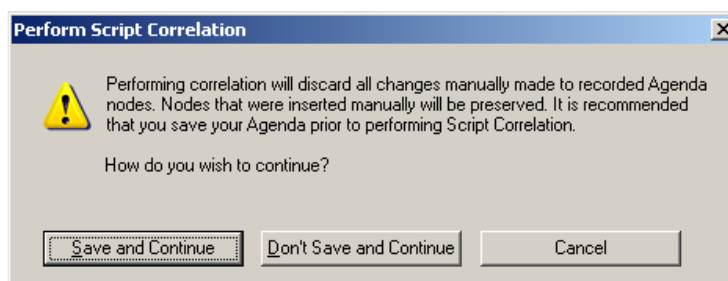 Perform Script Correlation
Performing correlation will discard all changes manually made to recorded Agenda
nodes. Nodes that were inserted manually will be preserved. It is recommended
that you save your Agenda prior to performing Script Correlation.
How do you wish to continue?
Save and Continue
Don't Save and Continue
Cancel